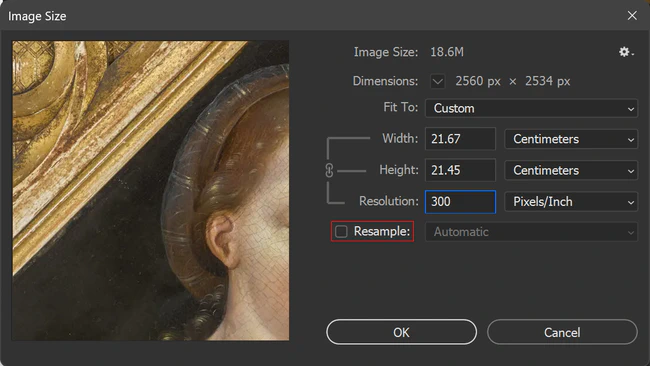 Image Size
Image Size: 18.6M
Dimensions: 2560 px × 2534 px
Fit To: Custom
Width: 21.67 Centimeters
Height: 21.45 Centimeters
Resolution: 300 Pixels/Inch
Resample: Automatic
OK Cancel